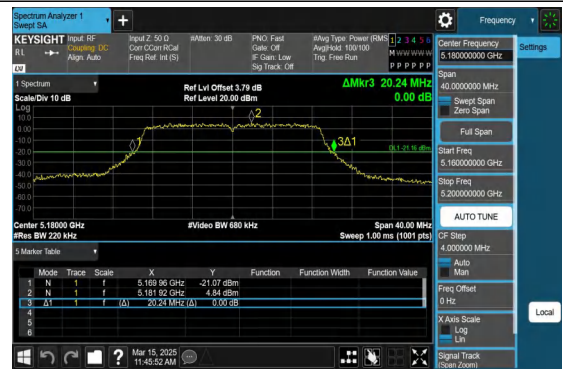 Spectrum Analyzer 1
Swept SA
+
Frequency
KEYSIGHT
RL
Input: RF
Coupling: DC
Align: Auto
Input Z: 50 Ω
Corr CCorr RCal
Freq Ref: Int (S)
#Atten: 30 dB
PNO: Fast
Gate: Off
IF Gain: Low
Sig Track: Off
#Avg Type: Power (RMS
Avg|Hold: 100/100
Trig: Free Run
1 2 3 4 5 6
M W W W W W
P P P P P P
LXI
1 Spectrum
Scale/Div 10 dB
Ref Lvl Offset 3.79 dB
Ref Level 20.00 dBm
ΔMkr3 20.24 MHz
0.00 dB
Log
10.0
0.00
-10.0
-20.0
-30.0
-40.0
-50.0
-60.0
-70.0
1
2
3Δ1
DL1 -21.16 dBm
Center 5.18000 GHz
#Res BW 220 kHz
#Video BW 680 kHz
Span 40.00 MHz
Sweep 1.00 ms (1001 pts)
5 Marker Table
Mode Trace Scale X Y Function Function Width Function Value
1 N 1 f 5.169 96 GHz -21.07 dBm
2 N 1 f 5.181 92 GHz 4.84 dBm
3 Δ1 1 f (Δ) 20.24 MHz (Δ) 0.00 dB
4
5
6
?
Mar 15, 2025
11:45:52 AM
Center Frequency
5.180000000 GHz
Settings
Span
40.0000000 MHz
Swept Span
Zero Span
Full Span
Start Freq
5.160000000 GHz
Stop Freq
5.200000000 GHz
AUTO TUNE
CF Step
4.000000 MHz
Auto
Man
Freq Offset
0 Hz
X Axis Scale
Log
Lin
Local
Signal Track
(Span Zoom)